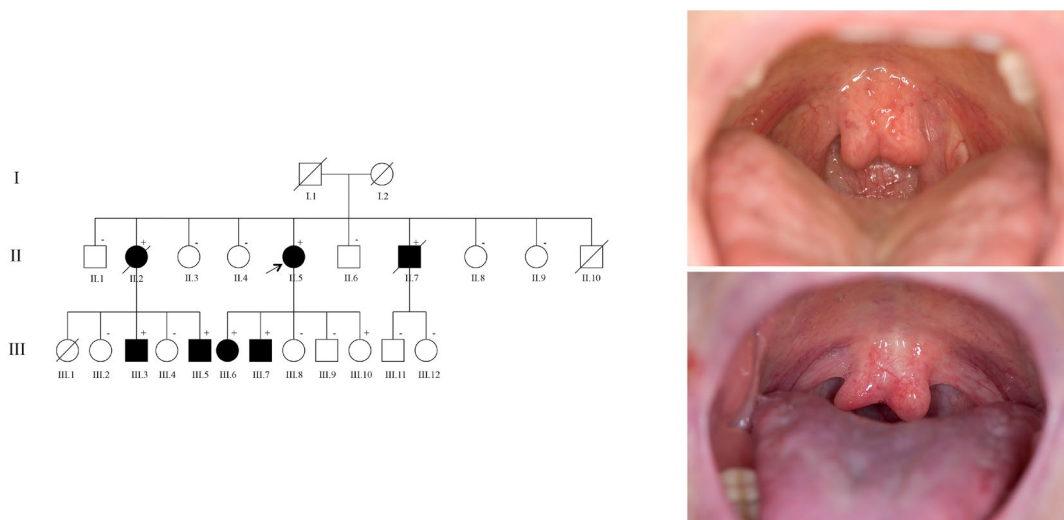 I
I.1 I.2
- + - - + - + - -
II
II.1 II.2 II.3 II.4 II.5 II.6 II.7 II.8 II.9 II.10
- + - + + + - - + - -
III
III.1 III.2 III.3 III.4 III.5 III.6 III.7 III.8 III.9 III.10 III.11 III.12